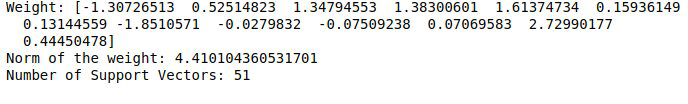 Weight: [-1.30726513 0.52514823 1.34794553 1.38300601 1.61374734 0.15936149
0.13144559 -1.8510571 -0.0279832 -0.07509238 0.07069583 2.72990177
0.44450478]
Norm of the weight: 4.410104360531701
Number of Support Vectors: 51